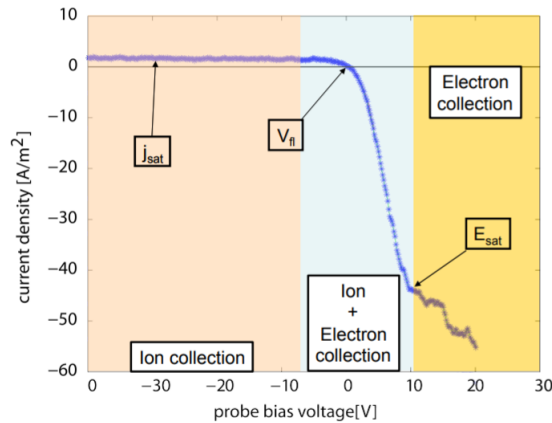 10
0
−10
−20
−30
−40
−50
−60
current density [A/m²]
j_sat
V_fl
Electron
collection
E_sat
Ion collection
Ion
+
Electron
collection
0 −30 −20 −10 0 10 20 30
probe bias voltage[V]